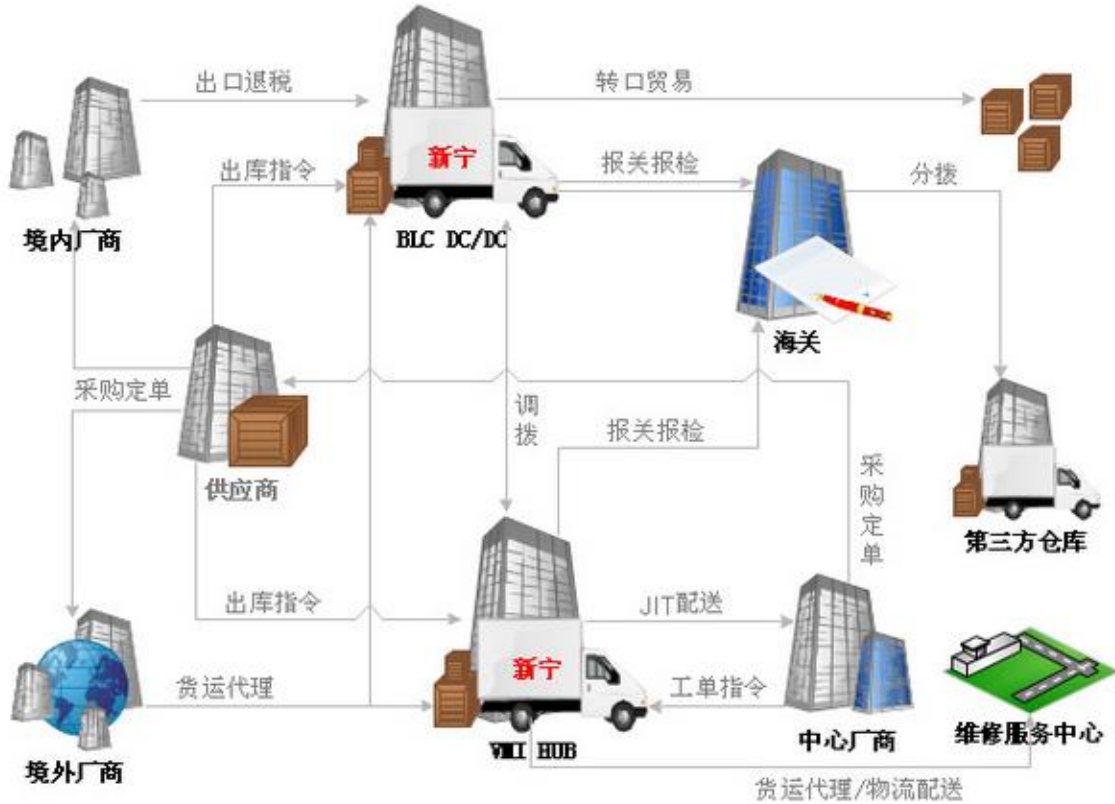 出口退税
转口贸易
新宁
出库指令
报关报检
分拨
境内厂商
BLC DC/DC
海关
采购定单
调拨
报关报检
采购定单
供应商
第三方仓库
出库指令
JIT配送
新宁
货运代理
工单指令
境外厂商
VMI HUB
中心厂商
维修服务中心
货运代理/物流配送